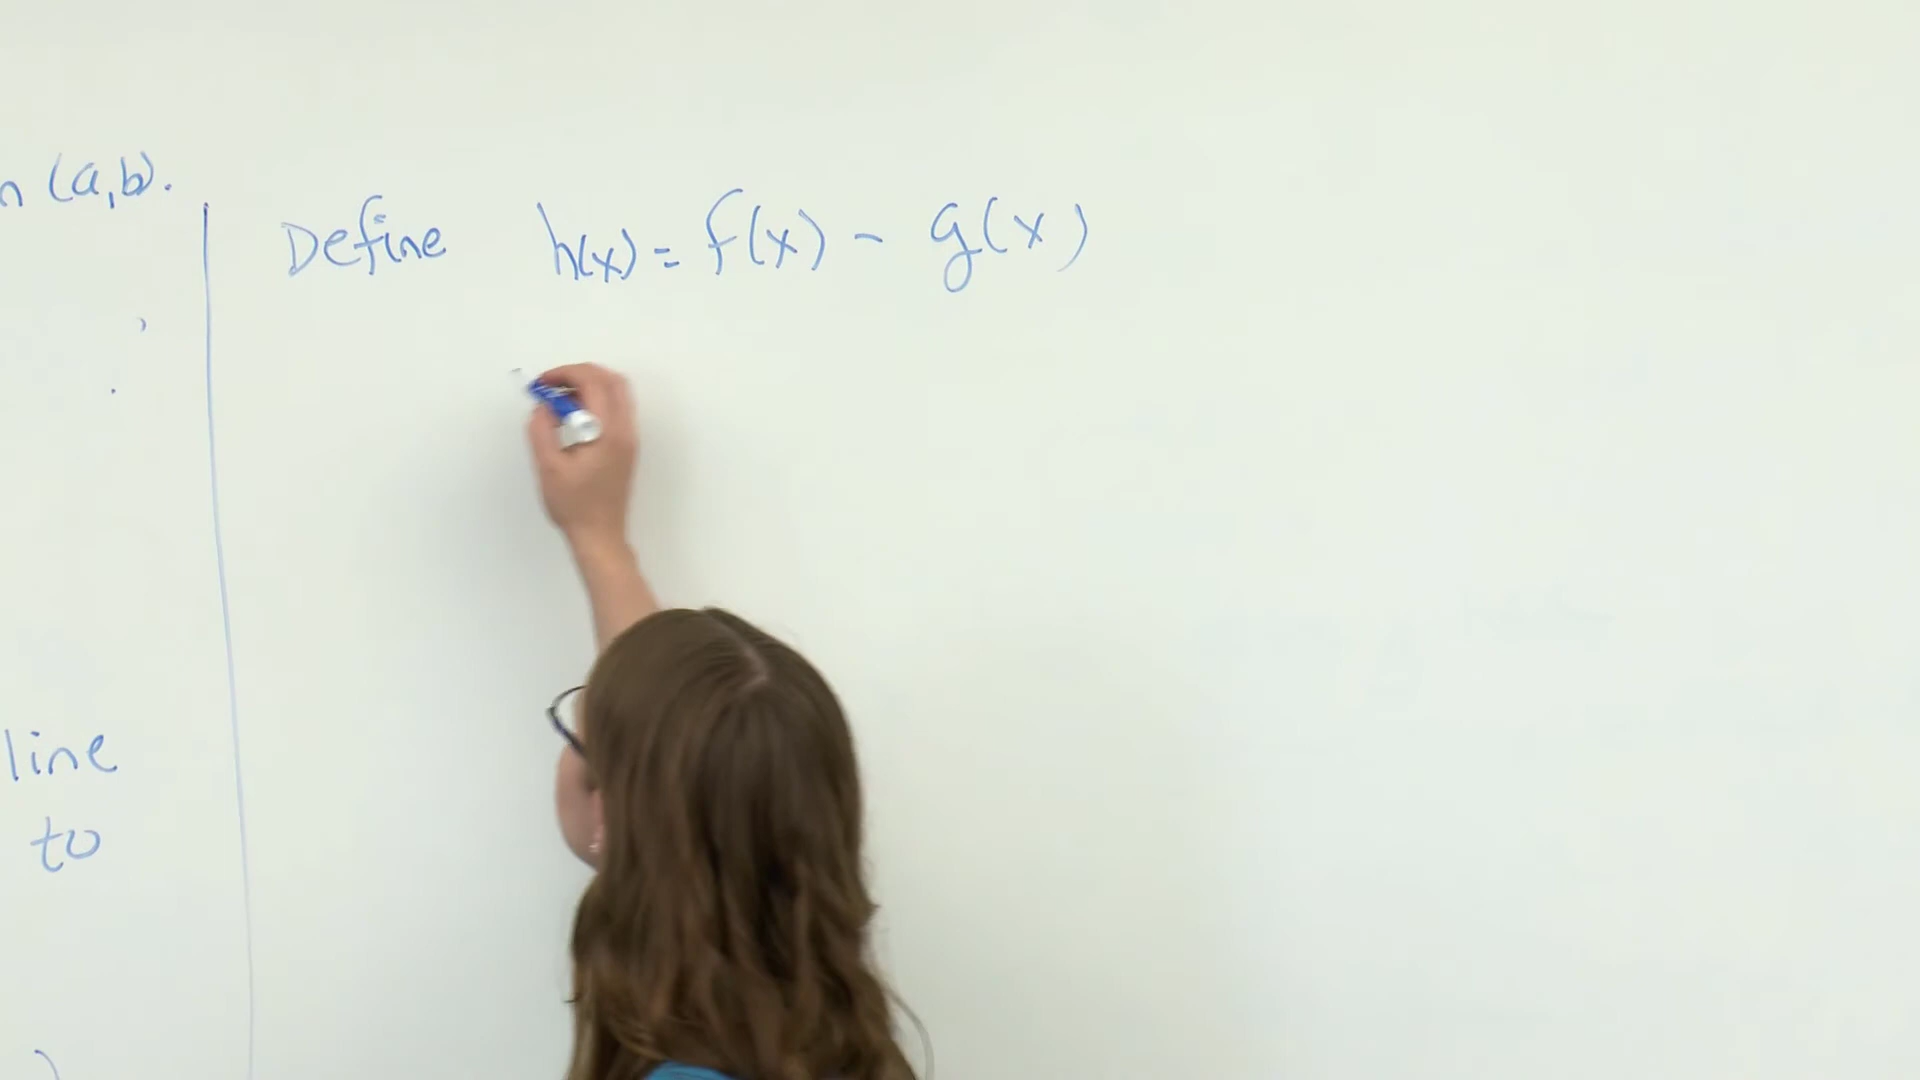 n (a,b).
Define h(x) = f(x) - g(x)
line
to
)